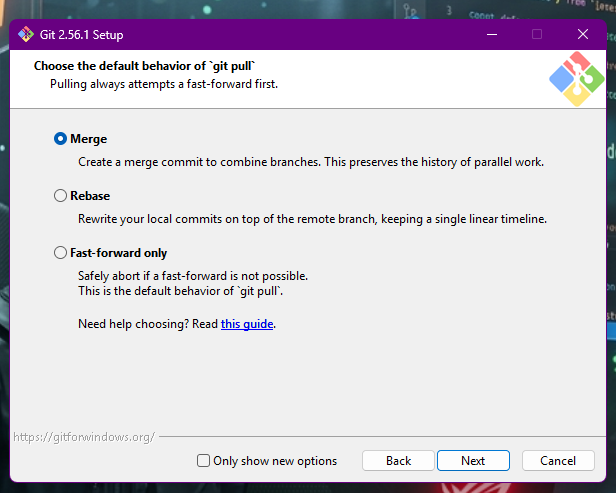 Git 2.56.1 Setup
Choose the default behavior of `git pull`
Pulling always attempts a fast-forward first.
Merge
Create a merge commit to combine branches. This preserves the history of parallel work.
Rebase
Rewrite your local commits on top of the remote branch, keeping a single linear timeline.
Fast-forward only
Safely abort if a fast-forward is not possible.
This is the default behavior of `git pull`.
Need help choosing? Read this guide.
https://gitforwindows.org/
Only show new options
Back
Next
Cancel